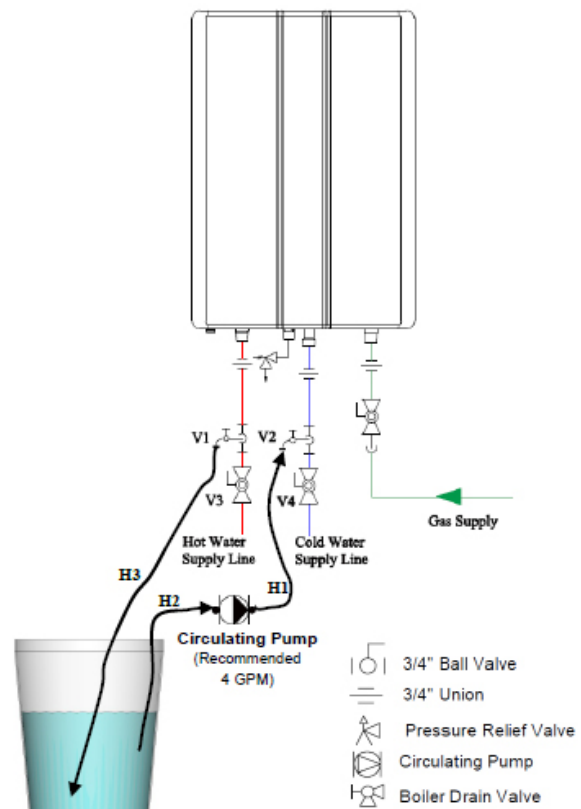 V1
V2
V3
V4
Hot Water
Supply Line
Cold Water
Supply Line
Gas Supply
H3
H2
H1
Circulating Pump
(Recommended
4 GPM)
3/4" Ball Valve
3/4" Union
Pressure Relief Valve
Circulating Pump
Boiler Drain Valve